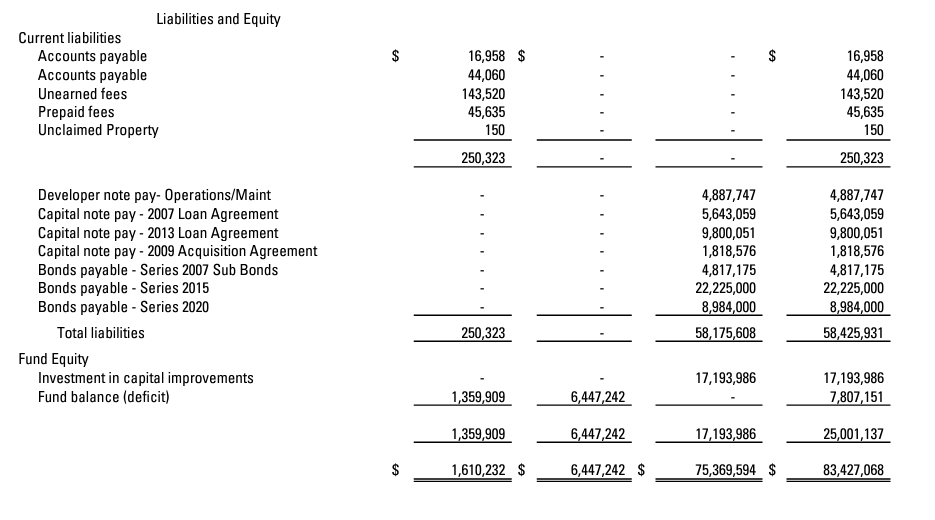 Liabilities and Equity
Current liabilities
Accounts payable $ 16,958 $ - - $ 16,958
Accounts payable 44,060 - - 44,060
Unearned fees 143,520 - - 143,520
Prepaid fees 45,635 - - 45,635
Unclaimed Property 150 - - 150
250,323 - - 250,323
Developer note pay- Operations/Maint - - 4,887,747 4,887,747
Capital note pay - 2007 Loan Agreement - - 5,643,059 5,643,059
Capital note pay - 2013 Loan Agreement - - 9,800,051 9,800,051
Capital note pay - 2009 Acquisition Agreement - - 1,818,576 1,818,576
Bonds payable - Series 2007 Sub Bonds - - 4,817,175 4,817,175
Bonds payable - Series 2015 - - 22,225,000 22,225,000
Bonds payable - Series 2020 - - 8,984,000 8,984,000
Total liabilities 250,323 - 58,175,608 58,425,931
Fund Equity
Investment in capital improvements - - 17,193,986 17,193,986
Fund balance (deficit) 1,359,909 6,447,242 - 7,807,151
1,359,909 6,447,242 17,193,986 25,001,137
$ 1,610,232 $ 6,447,242 $ 75,369,594 $ 83,427,068